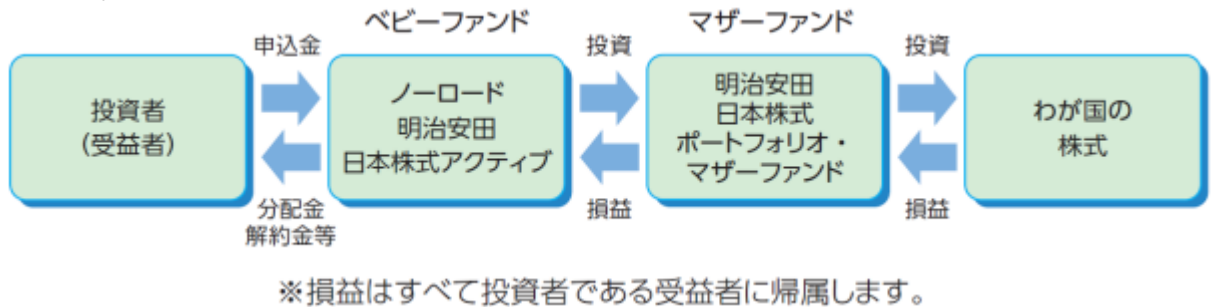 ベビーファンド
マザーファンド
申込金
投資
投資
投資者
(受益者)
ノーロード
明治安田
日本株式アクティブ
明治安田
日本株式
ポートフォリオ・
マザーファンド
わが国の
株式
分配金
解約金等
損益
損益
※損益はすべて投資者である受益者に帰属します。